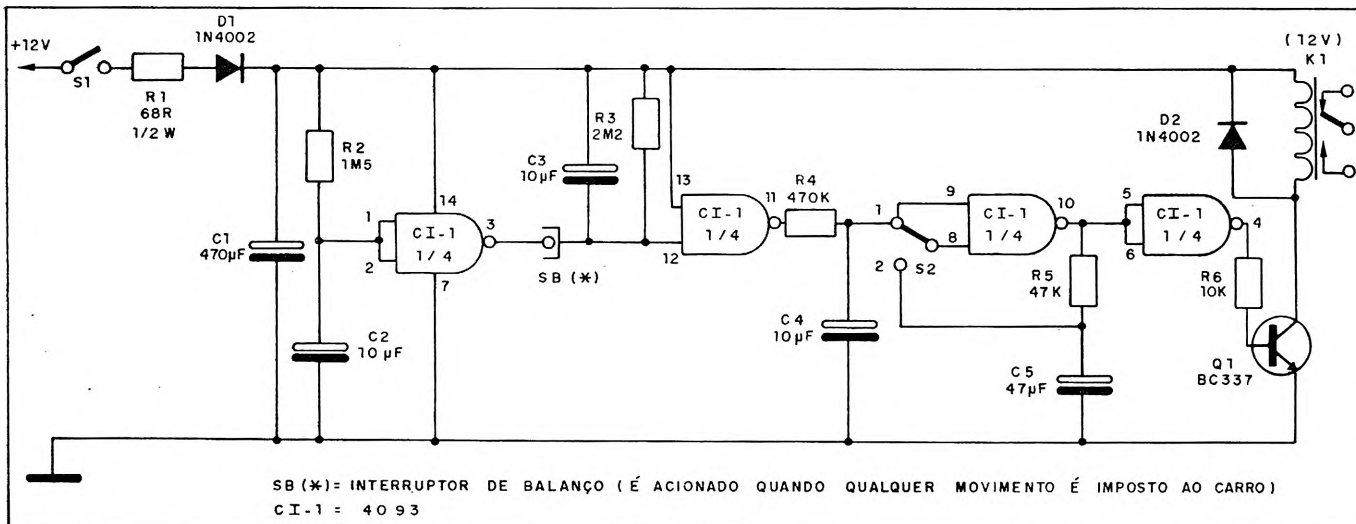 +12V
S1
R1
68R
1/2 W
D1
1N4002
R2
1M5
C1
470µF
C2
10µF
1
2
14
CI-1
1/4
3
7
SB (*)
C3
10µF
R3
2M2
13
12
CI-1
1/4
11
R4
470K
C4
10µF
1
2
S2
9
8
CI-1
1/4
10
R5
47K
C5
47µF
5
6
CI-1
1/4
4
R6
10K
Q1
BC337
D2
1N4002
(12V)
K1
SB (*)= INTERRUPTOR DE BALANÇO (É ACIONADO QUANDO QUALQUER MOVIMENTO É IMPOSTO AO CARRO)
CI-1 = 4093